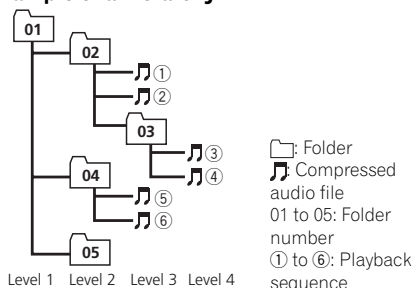 01
02
①
②
03
③
④
04
⑤
⑥
05
Level 1 Level 2 Level 3 Level 4
: Folder
: Compressed
audio file
01 to 05: Folder
number
① to ⑥: Playback
sequence